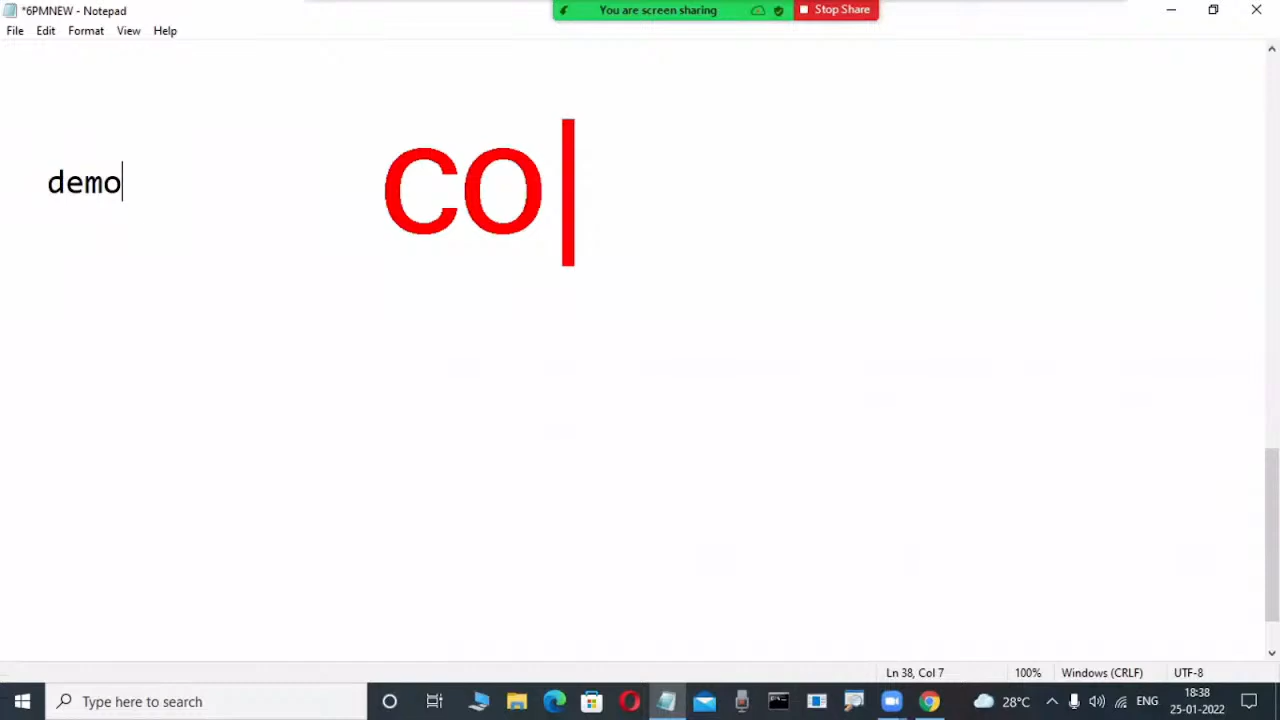 *6PMNEW - Notepad
You are screen sharing
Stop Share
File Edit Format View Help
demo
co
Ln 38, Col 7
100%
Windows (CRLF)
UTF-8
Type here to search
28°C
ENG
18:38
25-01-2022